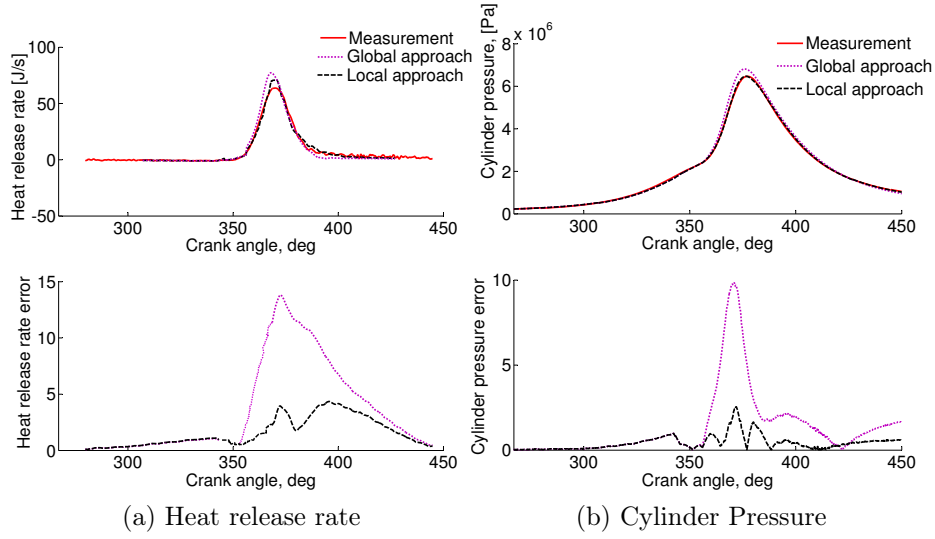 Heat release rate [J/s]
100
50
0
-50
300
350
400
450
Crank angle, deg
Measurement
Global approach
Local approach
Cylinder pressure, [Pa]
x 10^6
8
6
4
2
0
300
350
400
450
Crank angle, deg
Measurement
Global approach
Local approach
Heat release rate error
15
10
5
0
300
350
400
450
Crank angle, deg
Cylinder pressure error
10
5
0
300
350
400
450
Crank angle, deg
(a) Heat release rate
(b) Cylinder Pressure